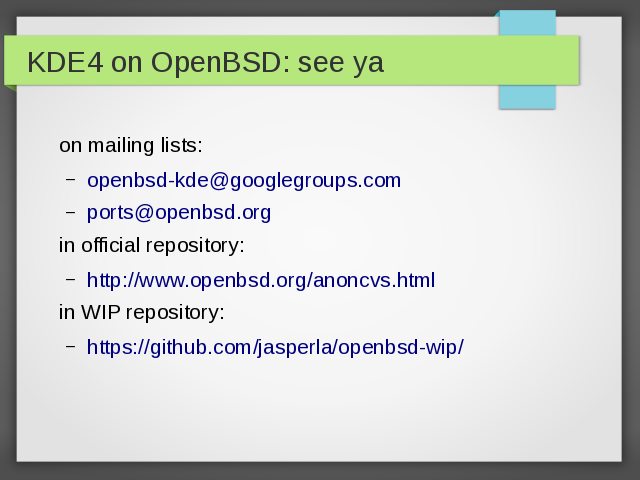 KDE4 on OpenBSD: see ya
on mailing lists:
– openbsd-kde@googlegroups.com
– ports@openbsd.org
in official repository:
– http://www.openbsd.org/anoncvs.html
in WIP repository:
– https://github.com/jasperla/openbsd-wip/